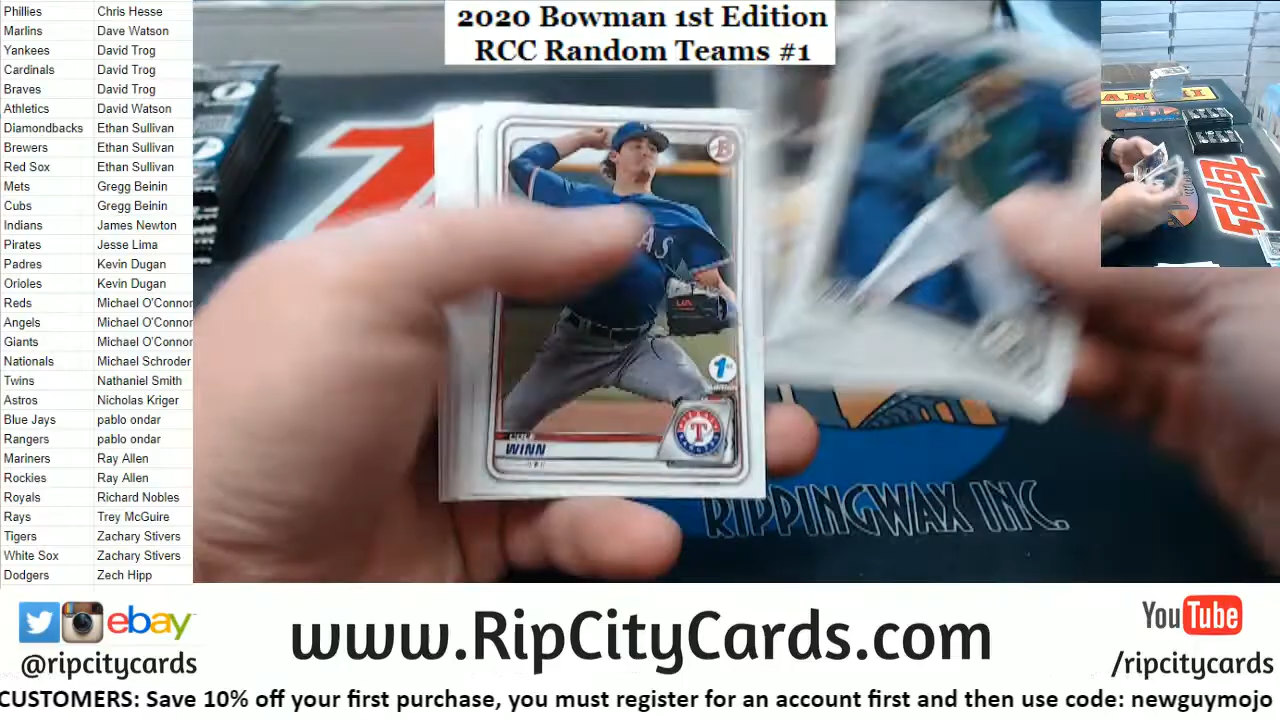 2020 Bowman 1st Edition
RCC Random Teams #1
Phillies Chris Hesse
Marlins Dave Watson
Yankees David Trog
Cardinals David Trog
Braves David Trog
Athletics David Watson
Diamondbacks Ethan Sullivan
Brewers Ethan Sullivan
Red Sox Ethan Sullivan
Mets Gregg Beinin
Cubs Gregg Beinin
Indians James Newton
Pirates Jesse Lima
Padres Kevin Dugan
Orioles Kevin Dugan
Reds Michael O'Connor
Angels Michael O'Connor
Giants Michael O'Connor
Nationals Michael Schroder
Twins Nathaniel Smith
Astros Nicholas Kriger
Blue Jays pablo ondar
Rangers pablo ondar
Mariners Ray Allen
Rockies Ray Allen
Royals Richard Nobles
Rays Trey McGuire
Tigers Zachary Stivers
White Sox Zachary Stivers
Dodgers Zech Hipp
B
AS
1st
Edition
T
WINN
RIPPINGWAX INC.
topps
ebay
@ripcitycards
www.RipCityCards.com
YouTube
/ripcitycards
CUSTOMERS: Save 10% off your first purchase, you must register for an account first and then use code: newguymojo